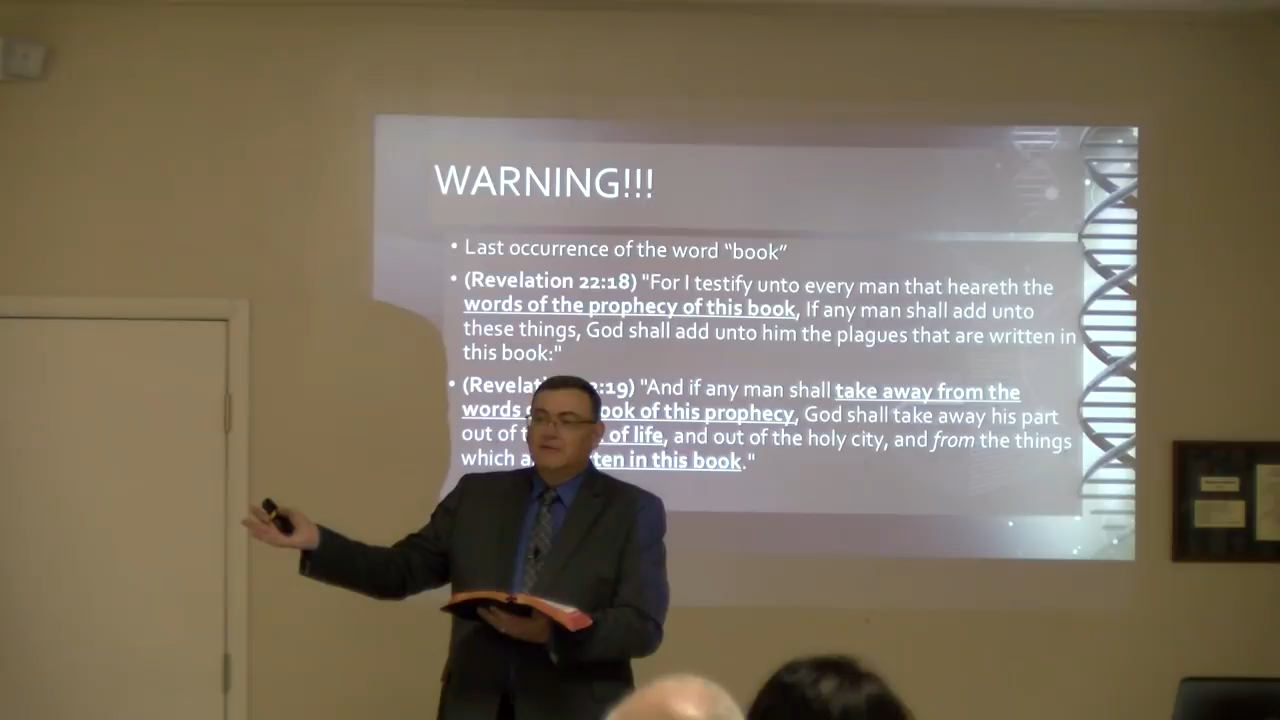 WARNING!!!
• Last occurrence of the word “book”
• (Revelation 22:18) "For I testify unto every man that heareth the
words of the prophecy of this book, If any man shall add unto
these things, God shall add unto him the plagues that are written in
this book:"
• :19) "And if any man shall take away from the
words ook of this prophecy, God shall take away his part
out of of life, and out of the holy city, and from the things
which ten in this book."